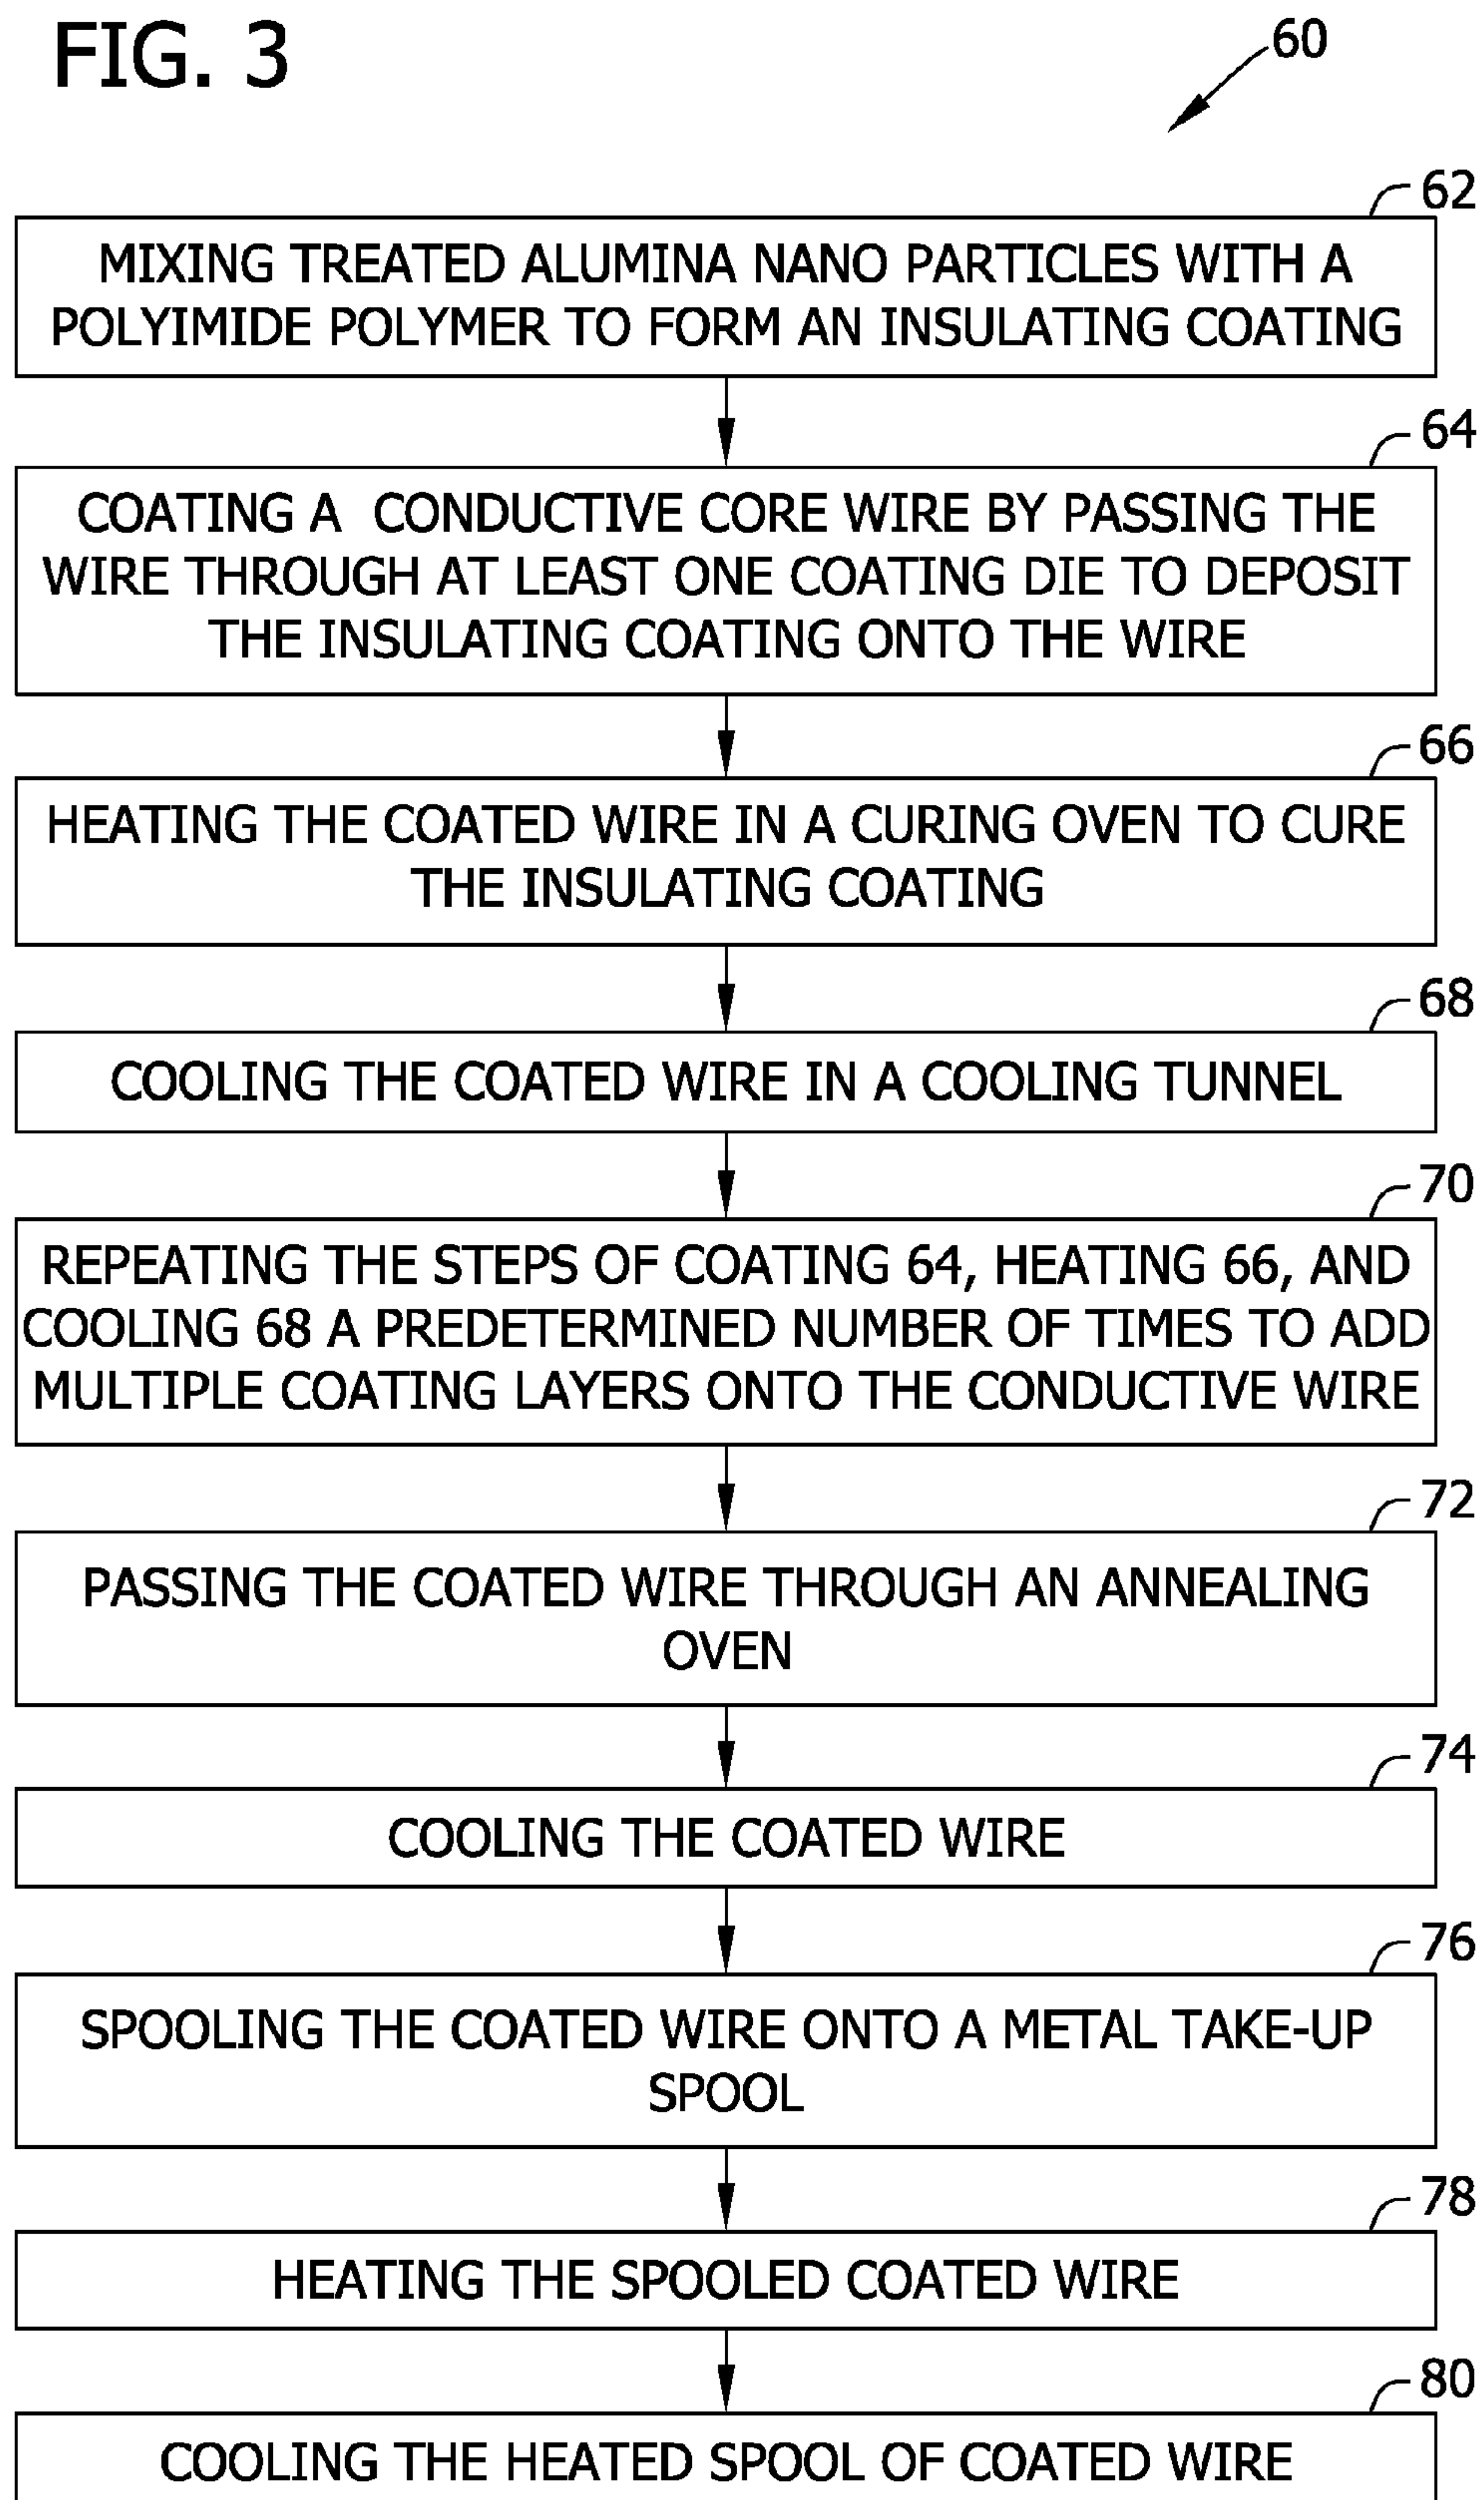 FIG. 3
60
62
MIXING TREATED ALUMINA NANO PARTICLES WITH A
POLYIMIDE POLYMER TO FORM AN INSULATING COATING
64
COATING A CONDUCTIVE CORE WIRE BY PASSING THE
WIRE THROUGH AT LEAST ONE COATING DIE TO DEPOSIT
THE INSULATING COATING ONTO THE WIRE
66
HEATING THE COATED WIRE IN A CURING OVEN TO CURE
THE INSULATING COATING
68
COOLING THE COATED WIRE IN A COOLING TUNNEL
70
REPEATING THE STEPS OF COATING 64, HEATING 66, AND
COOLING 68 A PREDETERMINED NUMBER OF TIMES TO ADD
MULTIPLE COATING LAYERS ONTO THE CONDUCTIVE WIRE
72
PASSING THE COATED WIRE THROUGH AN ANNEALING
OVEN
74
COOLING THE COATED WIRE
76
SPOOLING THE COATED WIRE ONTO A METAL TAKE-UP
SPOOL
78
HEATING THE SPOOLED COATED WIRE
80
COOLING THE HEATED SPOOL OF COATED WIRE